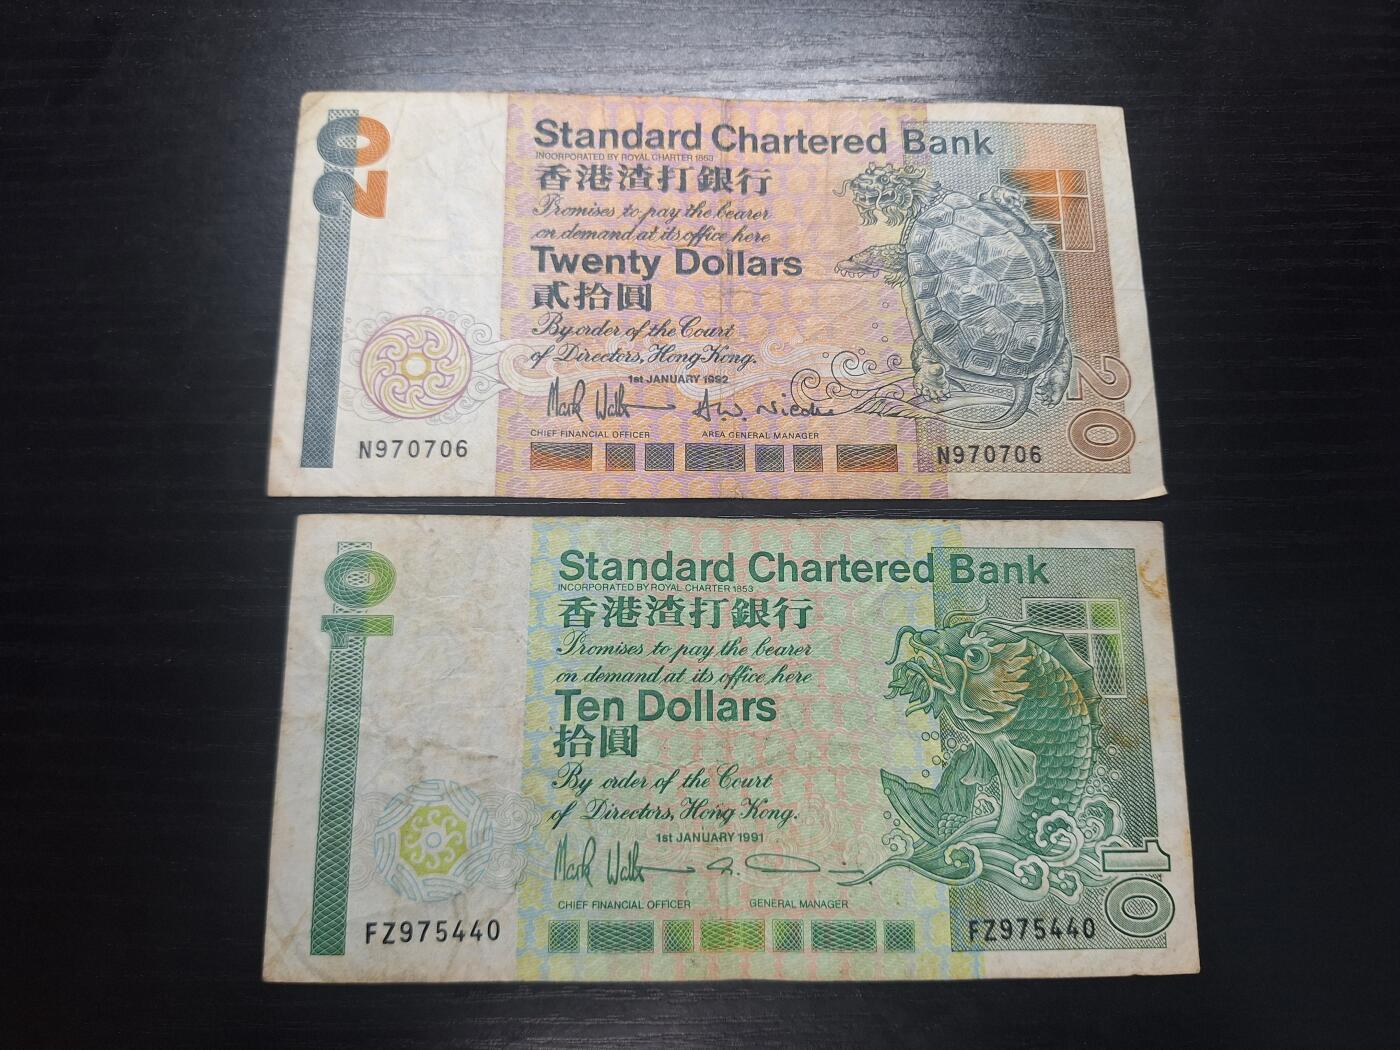 20
Standard Chartered Bank
INCORPORATED BY ROYAL CHARTER 1853
香港渣打銀行
Promises to pay the bearer
on demand at its office here
Twenty Dollars
貳拾圓
By order of the Court
of Directors, Hong Kong.
1st JANUARY 1992
CHIEF FINANCIAL OFFICER AREA GENERAL MANAGER
N970706 N970706
20
10
Standard Chartered Bank
INCORPORATED BY ROYAL CHARTER 1853
香港渣打銀行
Promises to pay the bearer
on demand at its office here
Ten Dollars
拾圓
By order of the Court
of Directors, Hong Kong.
1st JANUARY 1991
CHIEF FINANCIAL OFFICER GENERAL MANAGER
FZ975440 FZ975440
10